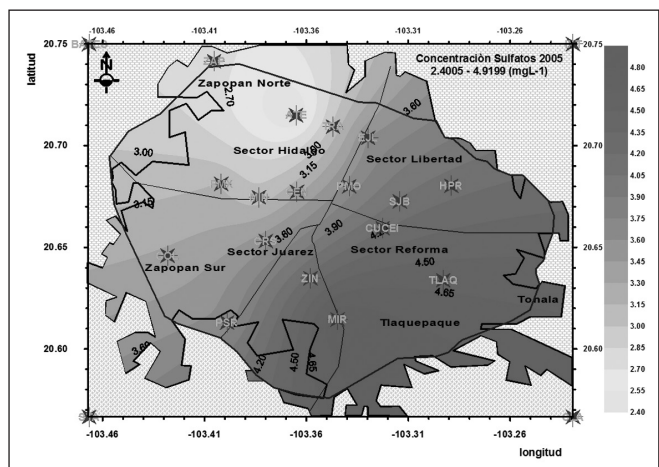 -103.46 -103.41 -103.36 -103.31 -103.26
20.75 20.75
N
latitud
Concentraciòn Sulfatos 2005
2.4005 - 4.9199 (mgL-1)
Zapopan Norte
2.70
3.60
4.80
4.65
4.50
4.35
4.20
4.05
3.90
3.75
3.60
3.45
3.30
3.15
3.00
2.85
2.70
2.55
2.40
20.70 20.70
3.00
Sector Hidalgo
3.15
Sector Libertad
PMO
SJB
HPR
3.15
3.60
3.90
CUCEI
Sector Juarez
Sector Reforma
20.65 20.65
4.50
Zapopan Sur
ZIN
TLAQ
4.65
Tonala
PSR
MIR
Tlaquepaque
20.60 20.60
3.60
4.20
4.50
4.65
-103.46 -103.41 -103.36 -103.31 -103.26
longitud